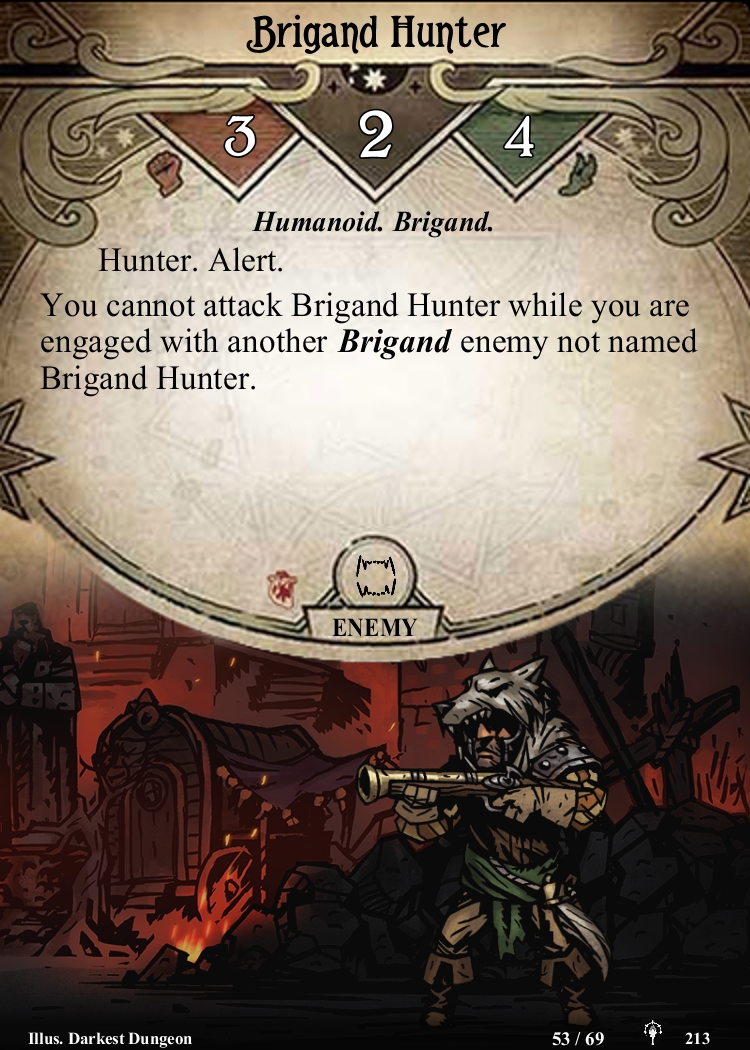 Brigand Hunter
3 2 4
Humanoid. Brigand.
Hunter. Alert.
You cannot attack Brigand Hunter while you are
engaged with another Brigand enemy not named
Brigand Hunter.
ENEMY
Illus. Darkest Dungeon 53 / 69 213